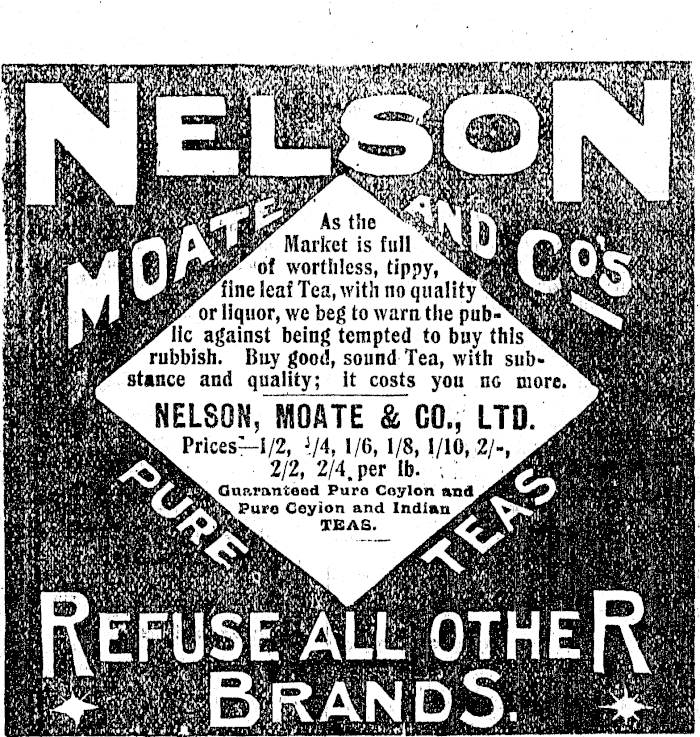 NELSON
MOATE AND CO'S
As the
Market is full
of worthless, tippy,
fine leaf Tea, with no quality
or liquor, we beg to warn the pub-
lic against being tempted to buy this
rubbish. Buy good, sound Tea, with sub-
stance and quality; it costs you no more.
NELSON, MOATE & CO., LTD.
Prices—1/2, 1/4, 1/6, 1/8, 1/10, 2/-,
2/2, 2/4 per lb.
Guaranteed Pure Ceylon and
Pure Ceylon and Indian
TEAS.
PURE TEAS
REFUSE ALL OTHER
BRANDS.